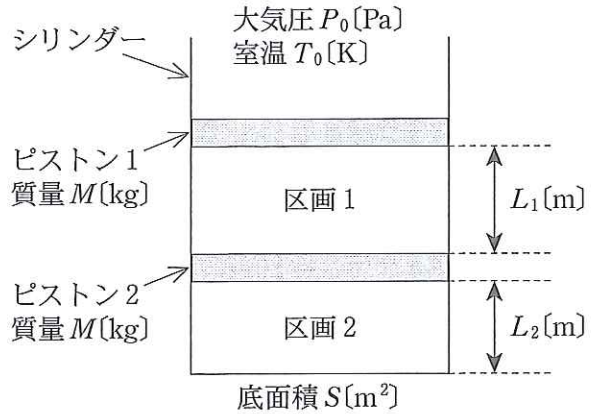 大気圧 P₀〔Pa〕
シリンダー
室温 T₀〔K〕
ピストン1
質量 M〔kg〕
区画1
L₁〔m〕
ピストン2
質量 M〔kg〕
区画2
L₂〔m〕
底面積 S〔m²〕